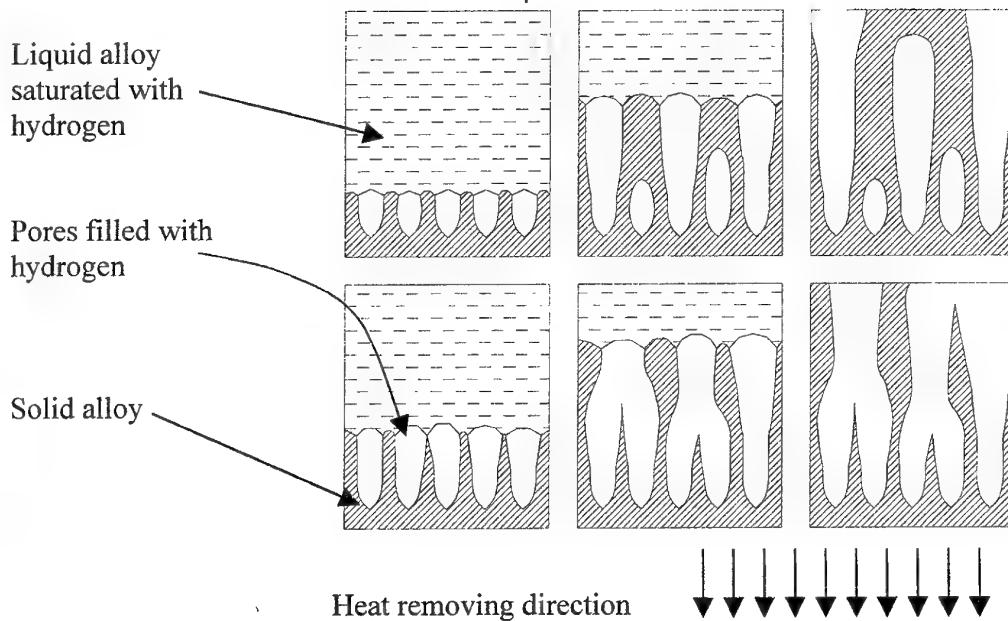 Liquid alloy
saturated with
hydrogen
Pores filled with
hydrogen
Solid alloy
Heat removing direction